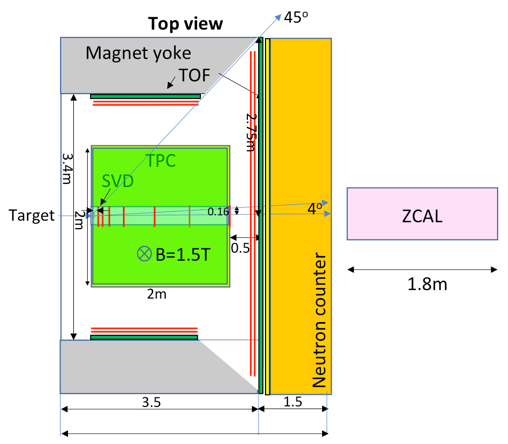 Top view
45°
Magnet yoke
TOF
2.75m
3.4m
TPC
SVD
Target
2m
0.16
4°
ZCAL
0.5
B=1.5T
2m
1.8m
Neutron counter
3.5
1.5